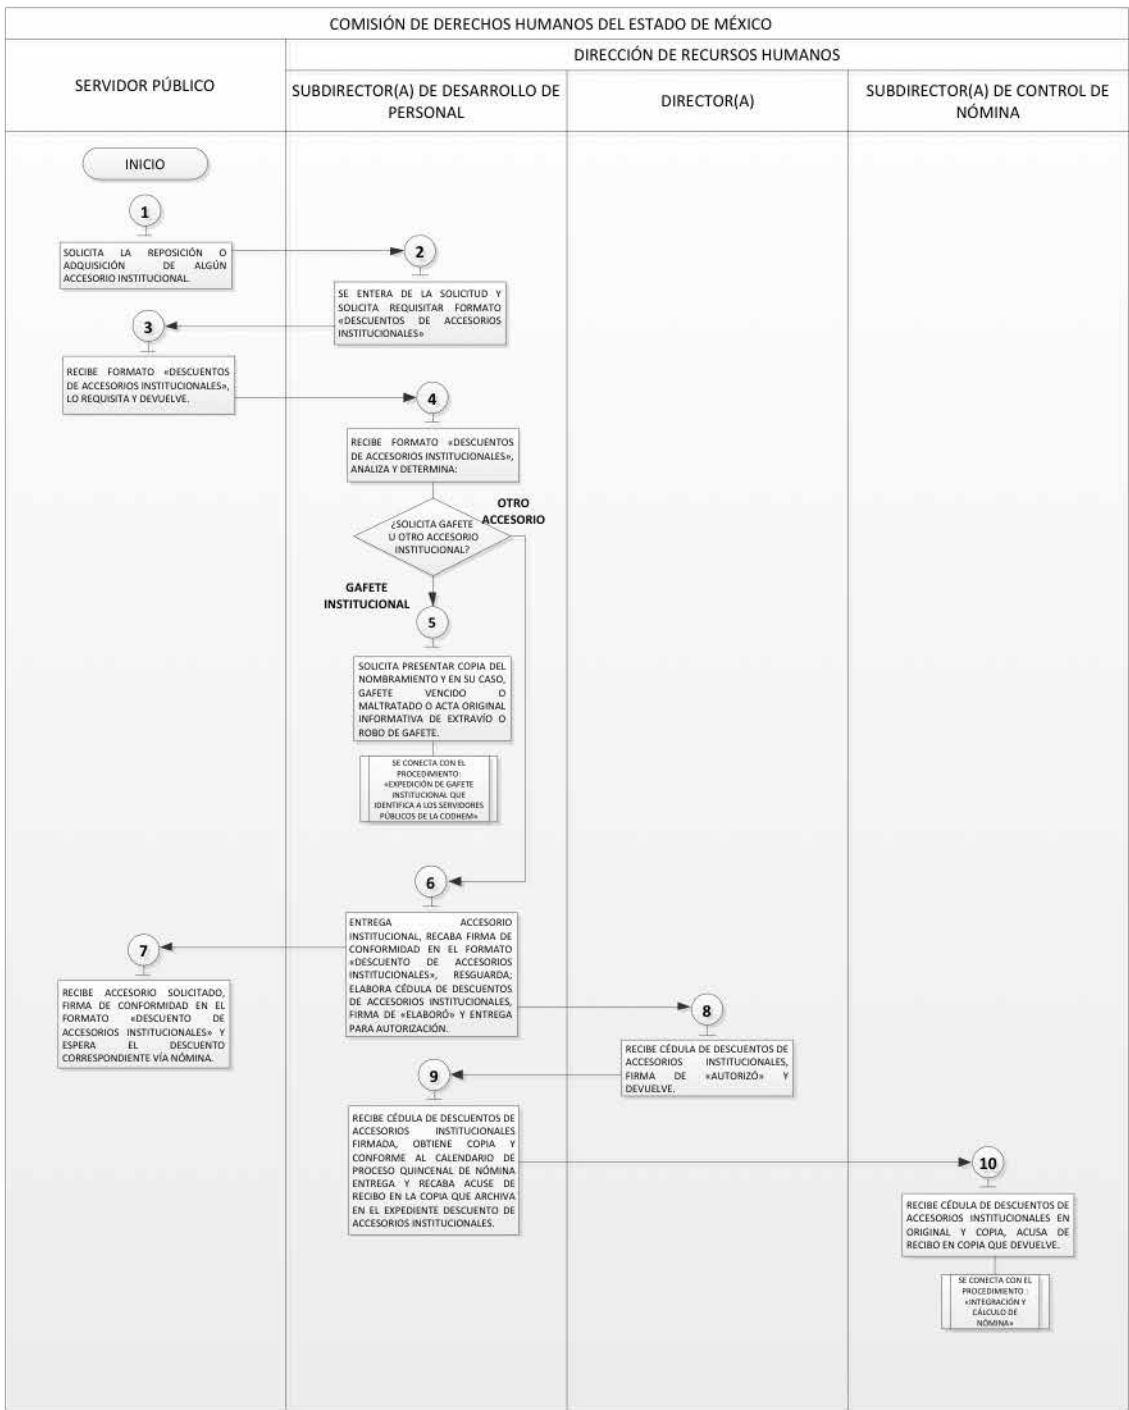 COMISIÓN DE DERECHOS HUMANOS DEL ESTADO DE MÉXICO
DIRECCIÓN DE RECURSOS HUMANOS
SERVIDOR PÚBLICO
SUBDIRECTOR(A) DE DESARROLLO DE
PERSONAL
DIRECTOR(A)
SUBDIRECTOR(A) DE CONTROL DE
NÓMINA
INICIO
1
SOLICITA LA REPOSICIÓN O
ADQUISICIÓN DE ALGÚN
ACCESORIO INSTITUCIONAL.
2
SE ENTERA DE LA SOLICITUD Y
SOLICITA REQUISITAR FORMATO
«DESCUENTOS DE ACCESORIOS
INSTITUCIONALES»
3
RECIBE FORMATO «DESCUENTOS
DE ACCESORIOS INSTITUCIONALES»,
LO REQUISITA Y DEVUELVE.
4
RECIBE FORMATO «DESCUENTOS
DE ACCESORIOS INSTITUCIONALES»,
ANALIZA Y DETERMINA:
OTRO
ACCESORIO
¿SOLICITA GAFETE
U OTRO ACCESORIO
INSTITUCIONAL?
GAFETE
INSTITUCIONAL
5
SOLICITA PRESENTAR COPIA DEL
NOMBRAMIENTO Y EN SU CASO,
GAFETE VENCIDO O
MALTRATADO O ACTA ORIGINAL
INFORMATIVA DE EXTRAVÍO O
ROBO DE GAFETE.
SE CONECTA CON EL
PROCEDIMIENTO:
«EXPEDICIÓN DE GAFETE
INSTITUCIONAL QUE
IDENTIFICA A LOS SERVIDORES
PÚBLICOS DE LA CODHEM»
6
ENTREGA ACCESORIO
INSTITUCIONAL, RECABA FIRMA DE
CONFORMIDAD EN EL FORMATO
«DESCUENTO DE ACCESORIOS
INSTITUCIONALES», RESGUARDA;
ELABORA CÉDULA DE DESCUENTOS
DE ACCESORIOS INSTITUCIONALES,
FIRMA DE «ELABORÓ» Y ENTREGA
PARA AUTORIZACIÓN.
7
RECIBE ACCESORIO SOLICITADO,
FIRMA DE CONFORMIDAD EN EL
FORMATO «DESCUENTO DE
ACCESORIOS INSTITUCIONALES» Y
ESPERA EL DESCUENTO
CORRESPONDIENTE VÍA NÓMINA.
8
RECIBE CÉDULA DE DESCUENTOS DE
ACCESORIOS INSTITUCIONALES,
FIRMA DE «AUTORIZÓ» Y
DEVUELVE.
9
RECIBE CÉDULA DE DESCUENTOS DE
ACCESORIOS INSTITUCIONALES
FIRMADA, OBTIENE COPIA Y
CONFORME AL CALENDARIO DE
PROCESO QUINCENAL DE NÓMINA
ENTREGA Y RECABA ACUSE DE
RECIBO EN LA COPIA QUE ARCHIVA
EN EL EXPEDIENTE DESCUENTO DE
ACCESORIOS INSTITUCIONALES.
10
RECIBE CÉDULA DE DESCUENTOS DE
ACCESORIOS INSTITUCIONALES EN
ORIGINAL Y COPIA, ACUSA DE
RECIBO EN COPIA QUE DEVUELVE.
SE CONECTA CON EL
PROCEDIMIENTO :
«INTEGRACIÓN Y
CÁLCULO DE
NÓMINA»